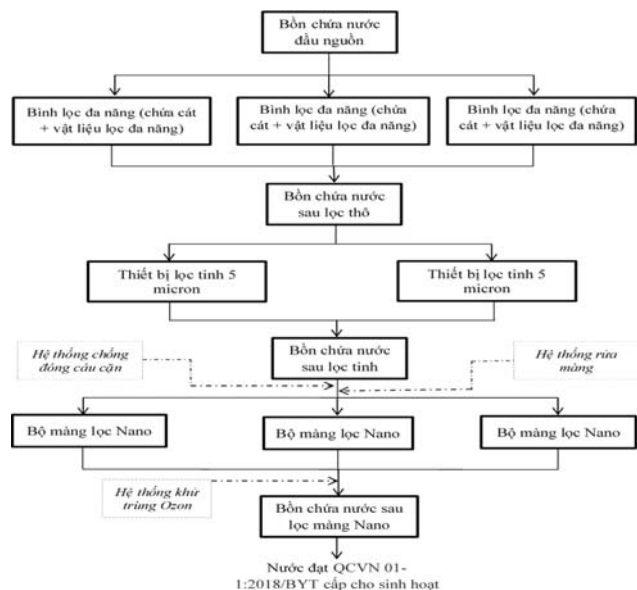 Bồn chứa nước
đầu nguồn
Bình lọc đa năng (chứa cát
+ vật liệu lọc đa năng)
Bình lọc đa năng (chứa
cát + vật liệu lọc đa năng)
Bình lọc đa năng (chứa
cát + vật liệu lọc đa năng)
Bồn chứa nước
sau lọc thô
Thiết bị lọc tinh 5
micron
Thiết bị lọc tinh 5
micron
Hệ thống chống
đóng cáu cặn
Bồn chứa nước
sau lọc tinh
Hệ thống rửa
màng
Bộ màng lọc Nano
Bộ màng lọc Nano
Bộ màng lọc Nano
Hệ thống khử
trùng Ozon
Bồn chứa nước sau
lọc màng Nano
Nước đạt QCVN 01-
1:2018/BYT cấp cho sinh hoạt